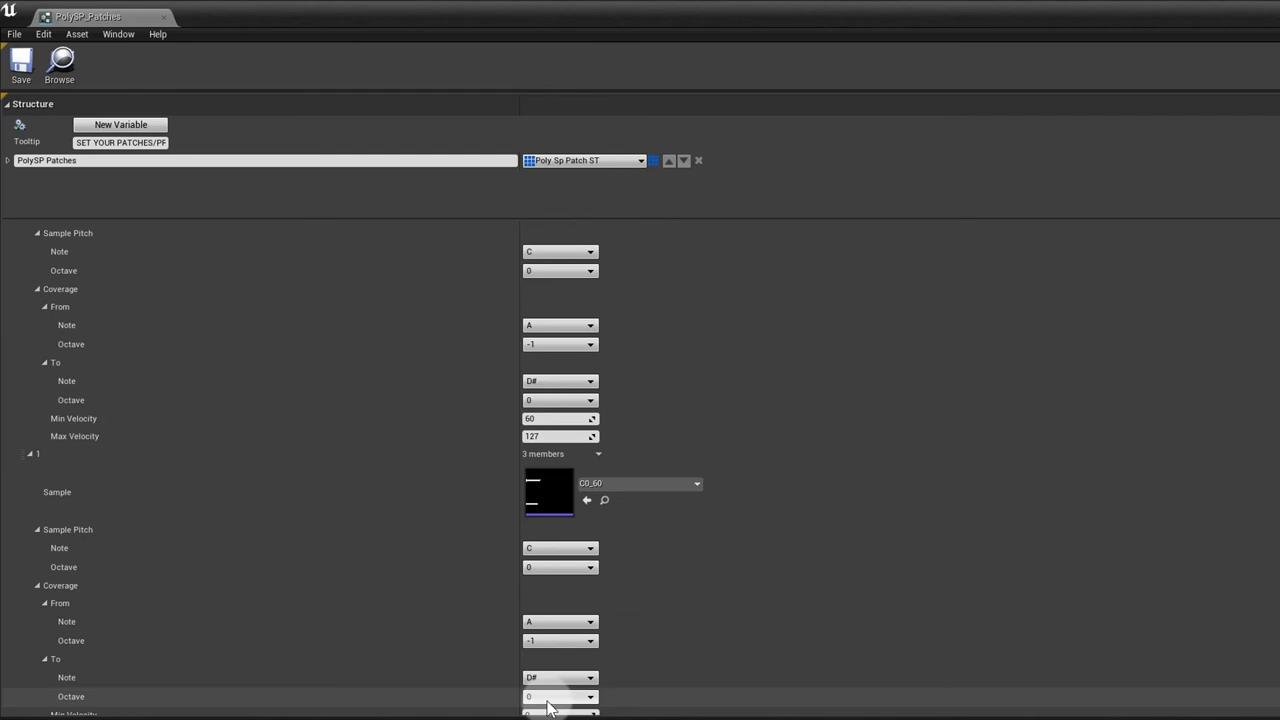 PolySP_Patches
File Edit Asset Window Help
Save Browse
Structure
New Variable
Tooltip SET YOUR PATCHES/PF
PolySP Patches Poly Sp Patch ST
Sample Pitch
Note C
Octave 0
Coverage
From
Note A
Octave -1
To
Note D#
Octave 0
Min Velocity 60
Max Velocity 127
1 3 members
Sample C0_60
Sample Pitch
Note C
Octave 0
Coverage
From
Note A
Octave -1
To
Note D#
Octave 0
Min Velocity